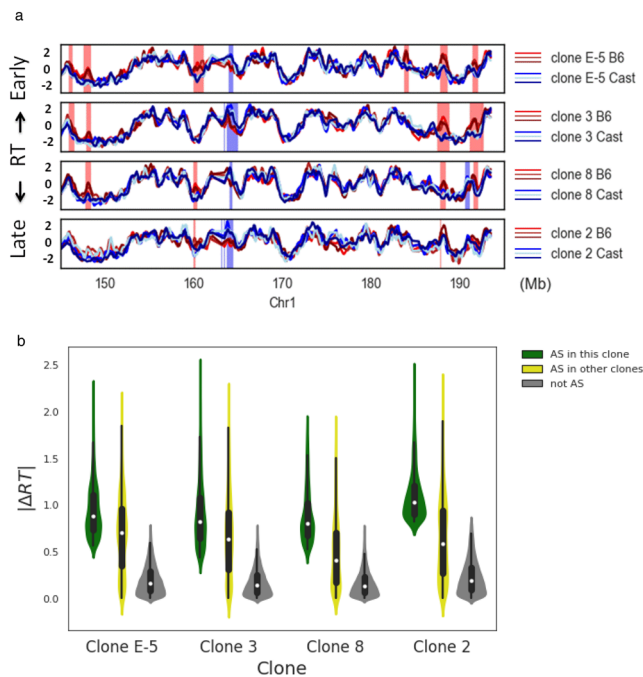 a
Late ← RT → Early
2
0
-2
2
0
-2
2
0
-2
2
0
-2
clone E-5 B6
clone E-5 Cast
clone 3 B6
clone 3 Cast
clone 8 B6
clone 8 Cast
clone 2 B6
clone 2 Cast
150 160 170 180 190 (Mb)
Chr1
b
|ΔRT|
2.5
2.0
1.5
1.0
0.5
0.0
AS in this clone
AS in other clones
not AS
Clone E-5 Clone 3 Clone 8 Clone 2
Clone